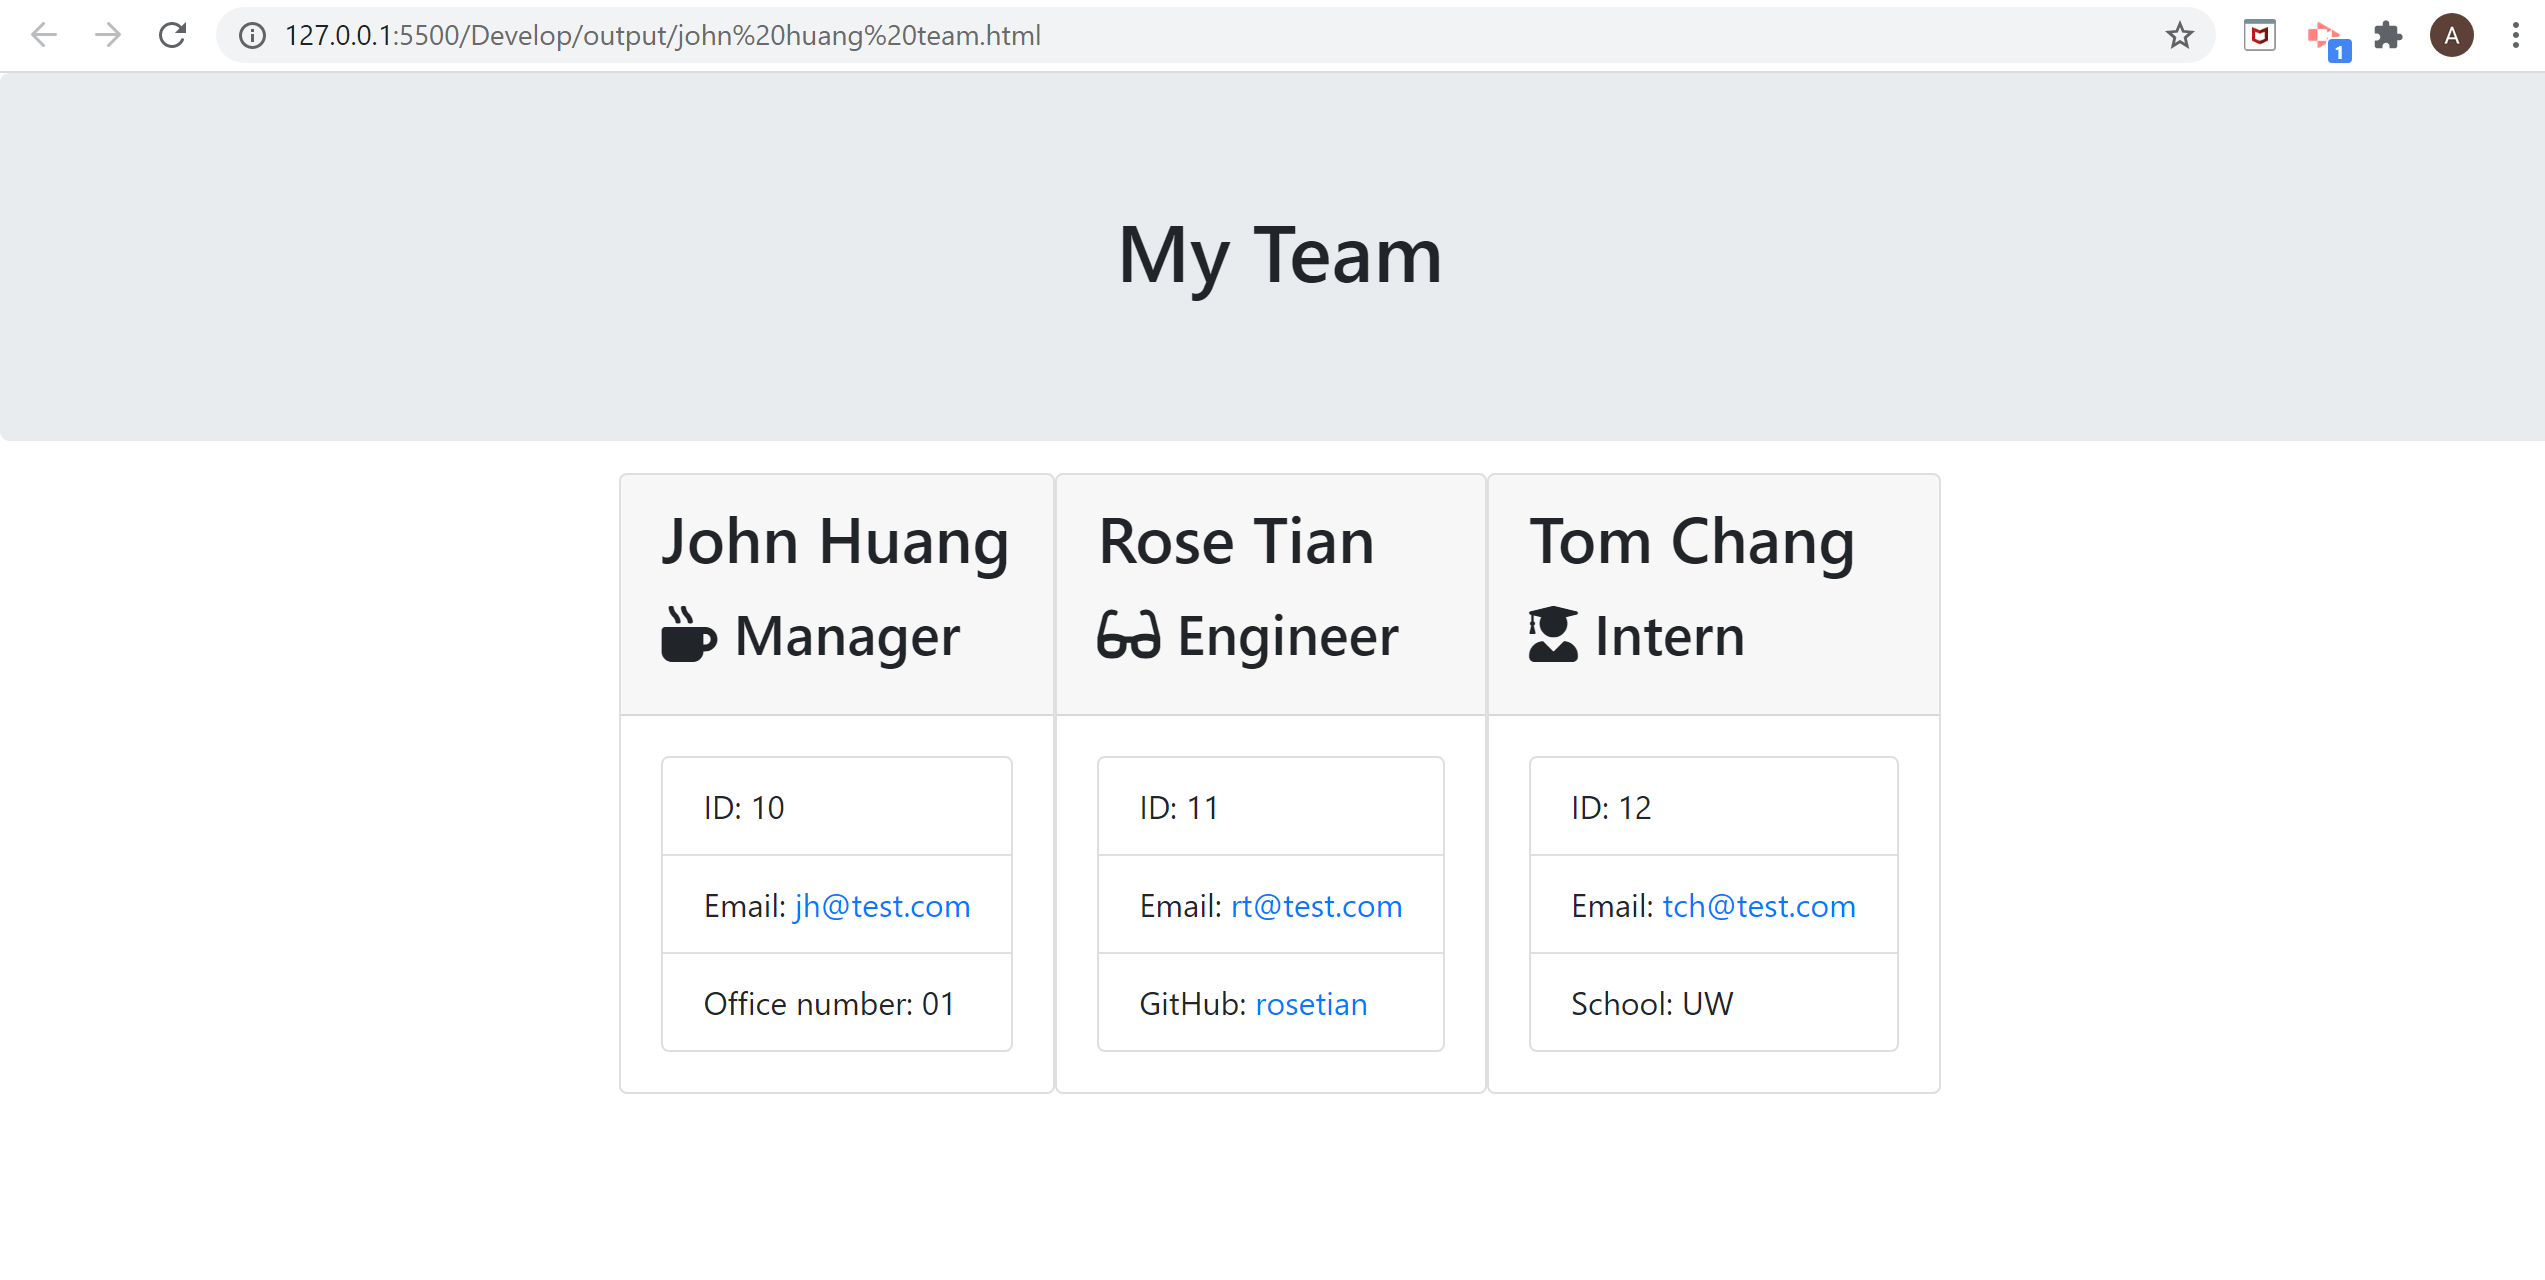 127.0.0.1:5500/Develop/output/john%20huang%20team.html
1
A
My Team
John Huang
Manager
ID: 10
Email: jh@test.com
Office number: 01
Rose Tian
Engineer
ID: 11
Email: rt@test.com
GitHub: rosetian
Tom Chang
Intern
ID: 12
Email: tch@test.com
School: UW